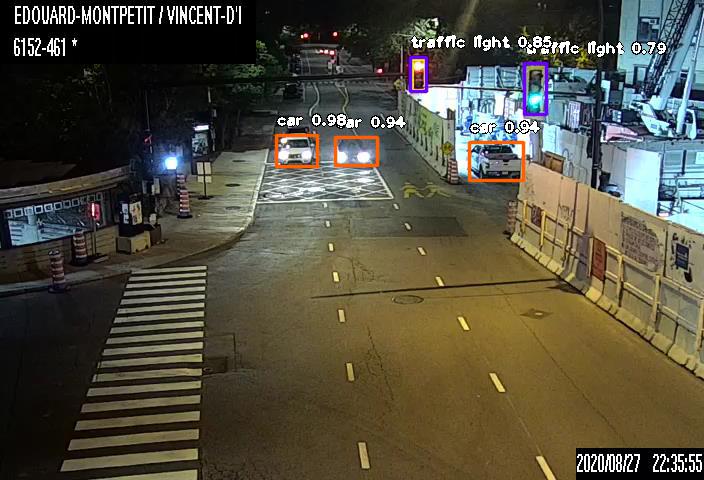 EDOUARD-MONTPETIT / VINCENT-D'I
6152-461 *
traffic light 0.85
traffic light 0.79
car 0.98
car 0.94
car 0.94
2020/08/27 22:35:55